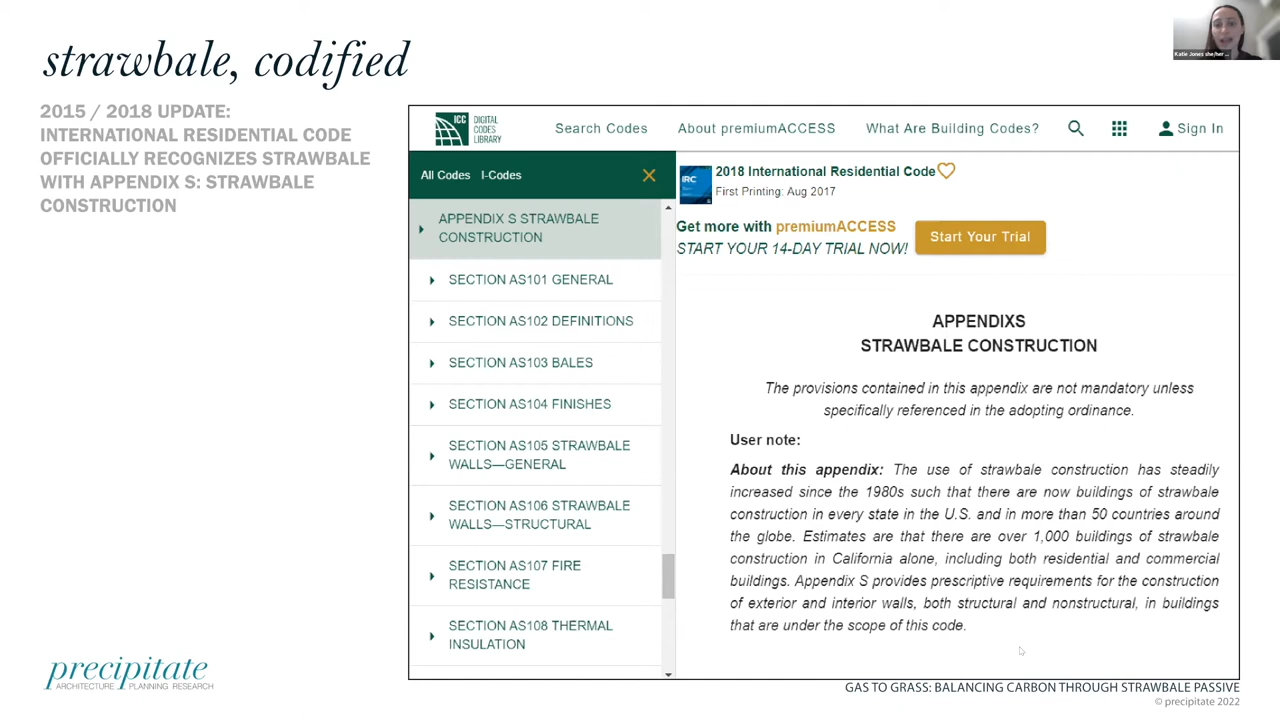 strawbale, codified
2015 / 2018 UPDATE:
INTERNATIONAL RESIDENTIAL CODE
OFFICIALLY RECOGNIZES STRAWBALE
WITH APPENDIX S: STRAWBALE
CONSTRUCTION
Katie Jones she/her ...
ICC
DIGITAL
CODES
LIBRARY
Search Codes
About premiumACCESS
What Are Building Codes?
Sign In
All Codes
I-Codes
APPENDIX S STRAWBALE
CONSTRUCTION
SECTION AS101 GENERAL
SECTION AS102 DEFINITIONS
SECTION AS103 BALES
SECTION AS104 FINISHES
SECTION AS105 STRAWBALE
WALLS—GENERAL
SECTION AS106 STRAWBALE
WALLS—STRUCTURAL
SECTION AS107 FIRE
RESISTANCE
SECTION AS108 THERMAL
INSULATION
IRC
2018 International Residential Code
First Printing: Aug 2017
Get more with premiumACCESS
START YOUR 14-DAY TRIAL NOW!
Start Your Trial
APPENDIXS
STRAWBALE CONSTRUCTION
The provisions contained in this appendix are not mandatory unless
specifically referenced in the adopting ordinance.
User note:
About this appendix: The use of strawbale construction has steadily
increased since the 1980s such that there are now buildings of strawbale
construction in every state in the U.S. and in more than 50 countries around
the globe. Estimates are that there are over 1,000 buildings of strawbale
construction in California alone, including both residential and commercial
buildings. Appendix S provides prescriptive requirements for the construction
of exterior and interior walls, both structural and nonstructural, in buildings
that are under the scope of this code.
precipitate
ARCHITECTURE PLANNING RESEARCH
GAS TO GRASS: BALANCING CARBON THROUGH STRAWBALE PASSIVE
© precipitate 2022